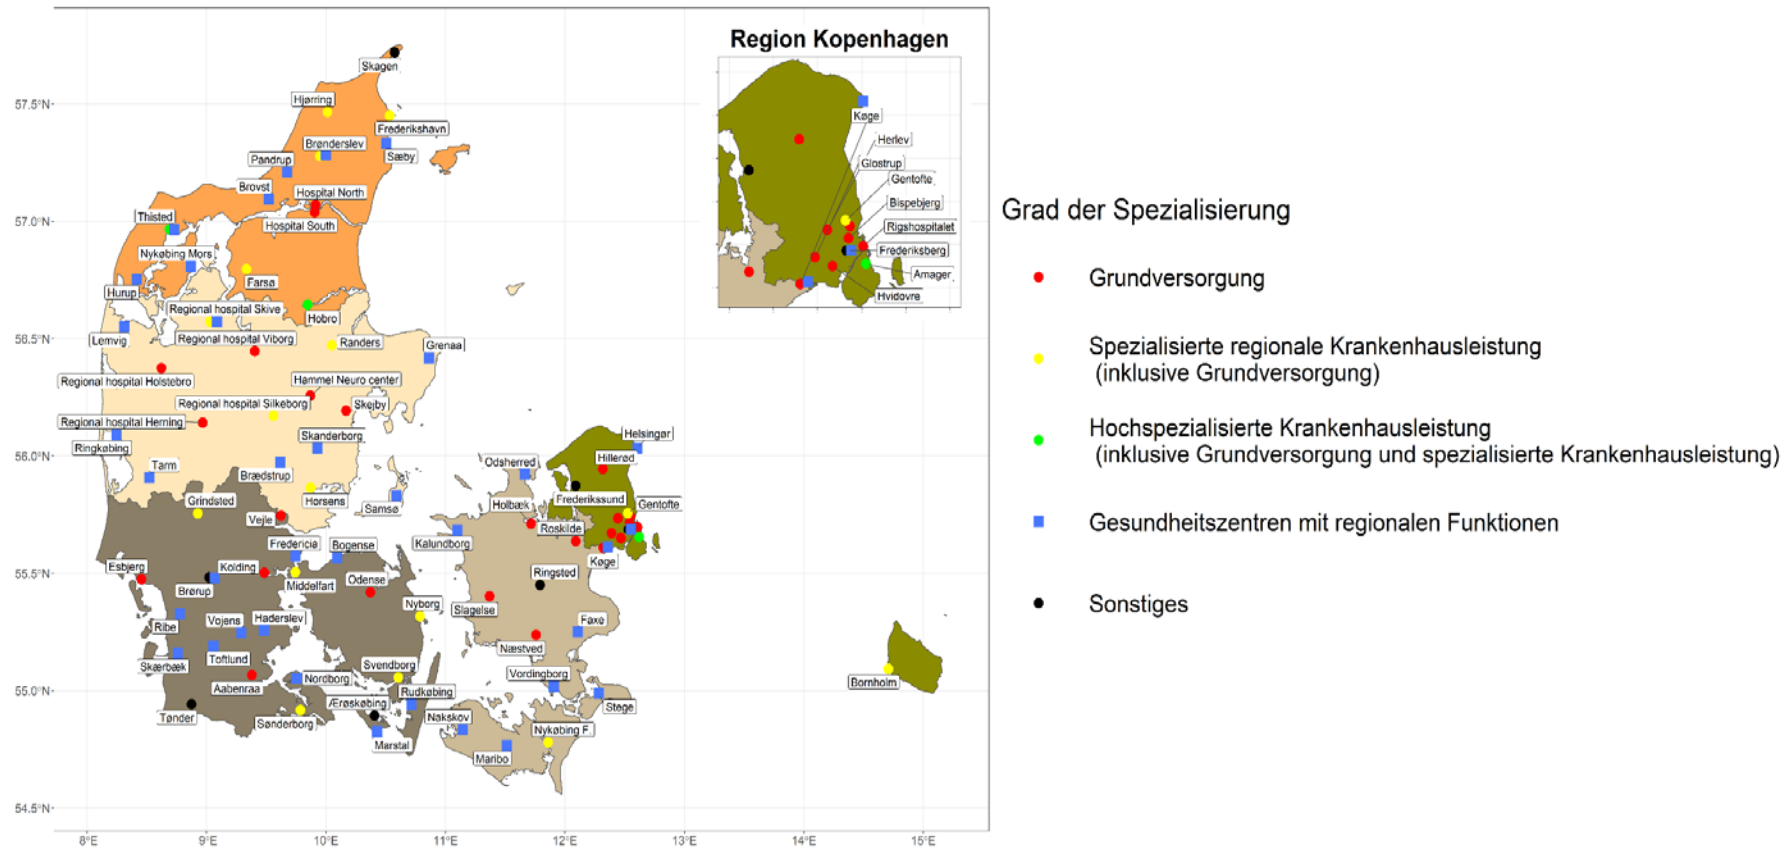 Region Kopenhagen
57.5°N
57.0°N
56.5°N
56.0°N
55.5°N
55.0°N
54.5°N
8°E
9°E
10°E
11°E
12°E
13°E
14°E
15°E
Skagen
Hjørring
Frederikshavn
Brønderslev
Sæby
Pandrup
Brovst
Hospital North
Hospital South
Thisted
Nykøbing Mors
Farsø
Hurup
Regional hospital Skive
Hobro
Lemvig
Regional hospital Viborg
Randers
Grenaa
Regional hospital Holstebro
Hammel Neuro center
Regional hospital Silkeborg
Skejby
Regional hospital Herning
Ringkøbing
Skanderborg
Tarm
Brædstrup
Horsens
Samsø
Grindsted
Vejle
Fredericia
Bogense
Esbjerg
Kolding
Middelfart
Odense
Brørup
Nyborg
Ribe
Vojens
Haderslev
Skærbæk
Toftlund
Svendborg
Aabenraa
Nordborg
Rudkøbing
Tønder
Sønderborg
Ærøskøbing
Marstal
Helsingør
Hillerød
Odsherred
Frederikssund
Gentofte
Holbæk
Roskilde
Kalundborg
Køge
Ringsted
Slagelse
Faxe
Næstved
Vordingborg
Stege
Nakskov
Nykøbing F.
Maribo
Bornholm
Køge
Herlev
Glostrup
Gentofte
Bispebjerg
Rigshospitalet
Frederiksberg
Amager
Hvidovre
Grad der Spezialisierung
Grundversorgung
Spezialisierte regionale Krankenhausleistung
(inklusive Grundversorgung)
Hochspezialisierte Krankenhausleistung
(inklusive Grundversorgung und spezialisierte Krankenhausleistung)
Gesundheitszentren mit regionalen Funktionen
Sonstiges